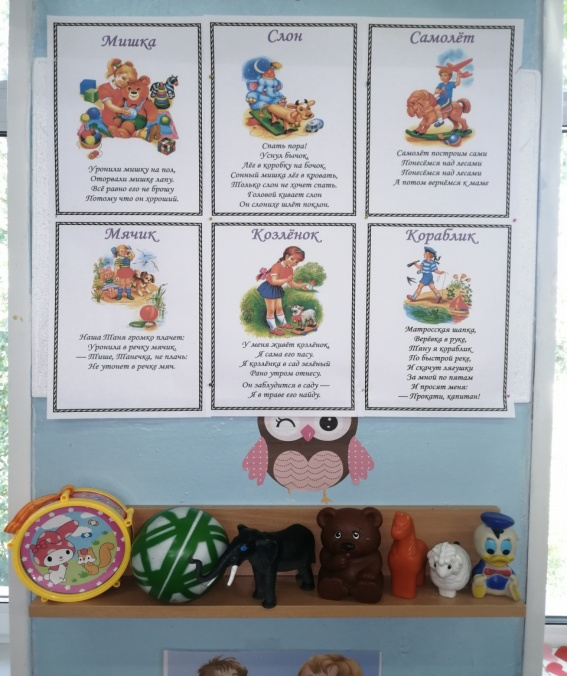 Мишка
Уронили мишку на пол,
Оторвали мишке лапу.
Всё равно его не брошу
Потому что он хороший.
Слон
Спать пора!
Уснул бычок,
Лёг в коробку на бочок.
Сонный мишка лёг в кровать,
Только слон не хочет спать.
Головой кивает слон
Он слонихе шлёт поклон.
Самолёт
Самолёт построим сами
Понесёмся над лесами
Понесёмся над лесами
А потом вернёмся к маме
Мячик
Наша Таня громко плачет:
Уронила в речку мячик.
— Тише, Танечка, не плачь:
Не утонет в речке мяч.
Козлёнок
У меня живёт козлёнок,
Я сама его пасу.
Я козлёнка в сад зелёный
Рано утром отнесу.
Он заблудится в саду —
Я в траве его найду.
Кораблик
Матросская шапка,
Верёвка в руке,
Тяну я кораблик
По быстрой реке,
И скачут лягушки
За мной по пятам
И просят меня:
— Прокати, капитан!